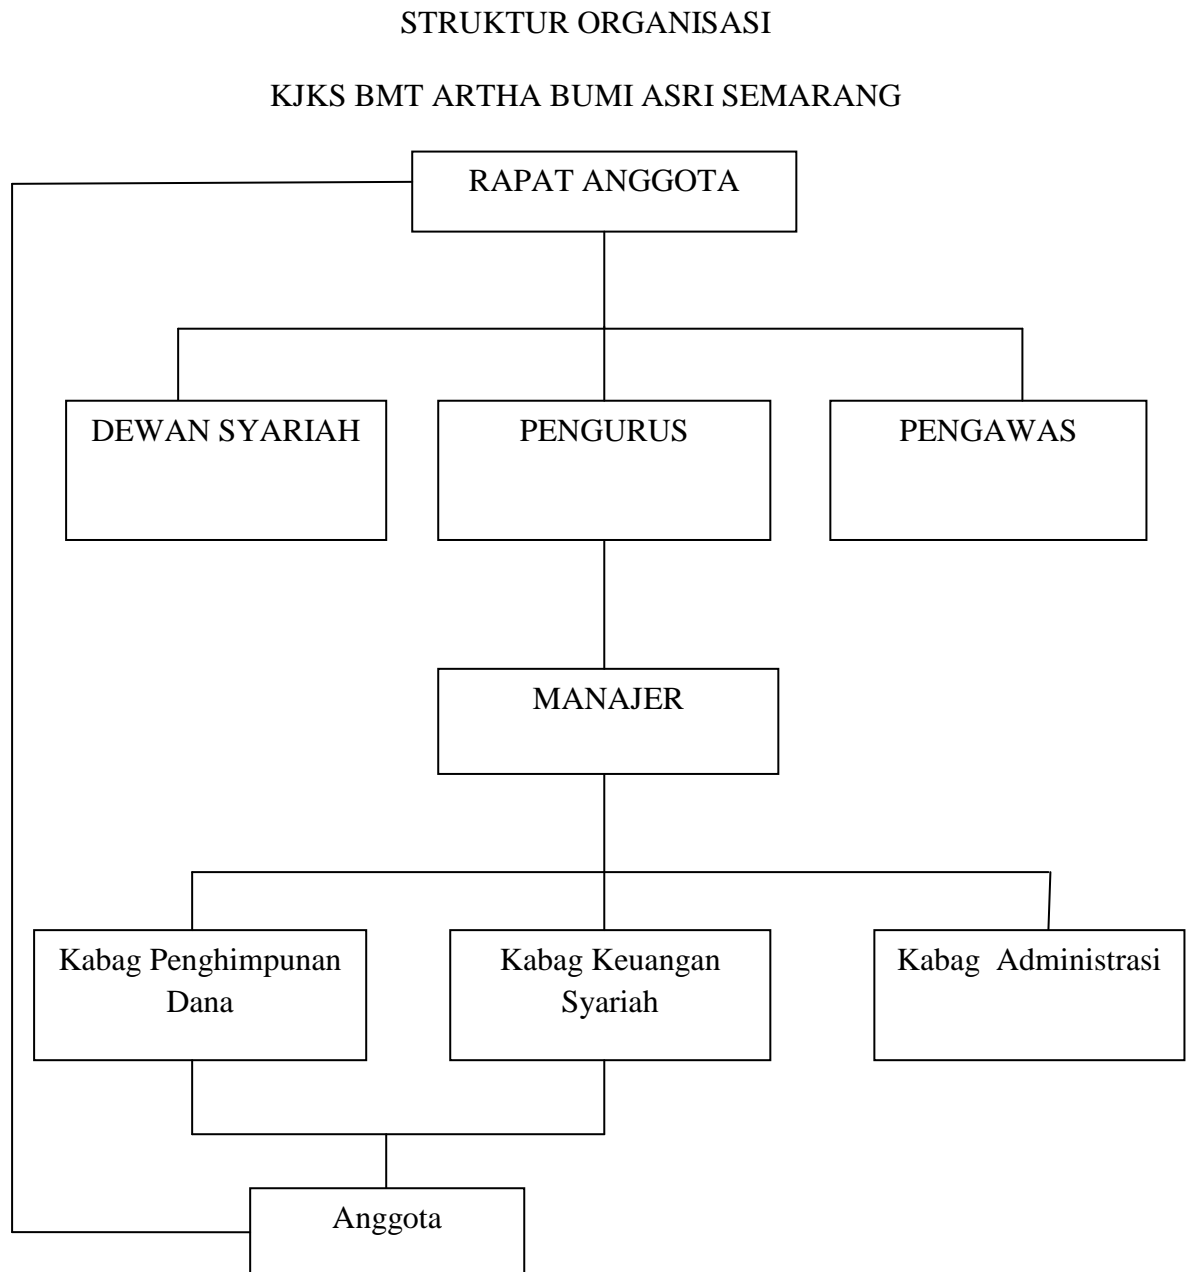 STRUKTUR ORGANISASI
KJKS BMT ARTHA BUMI ASRI SEMARANG
RAPAT ANGGOTA
DEWAN SYARIAH
PENGURUS
PENGAWAS
MANAJER
Kabag Penghimpunan
Dana
Kabag Keuangan
Syariah
Kabag Administrasi
Anggota